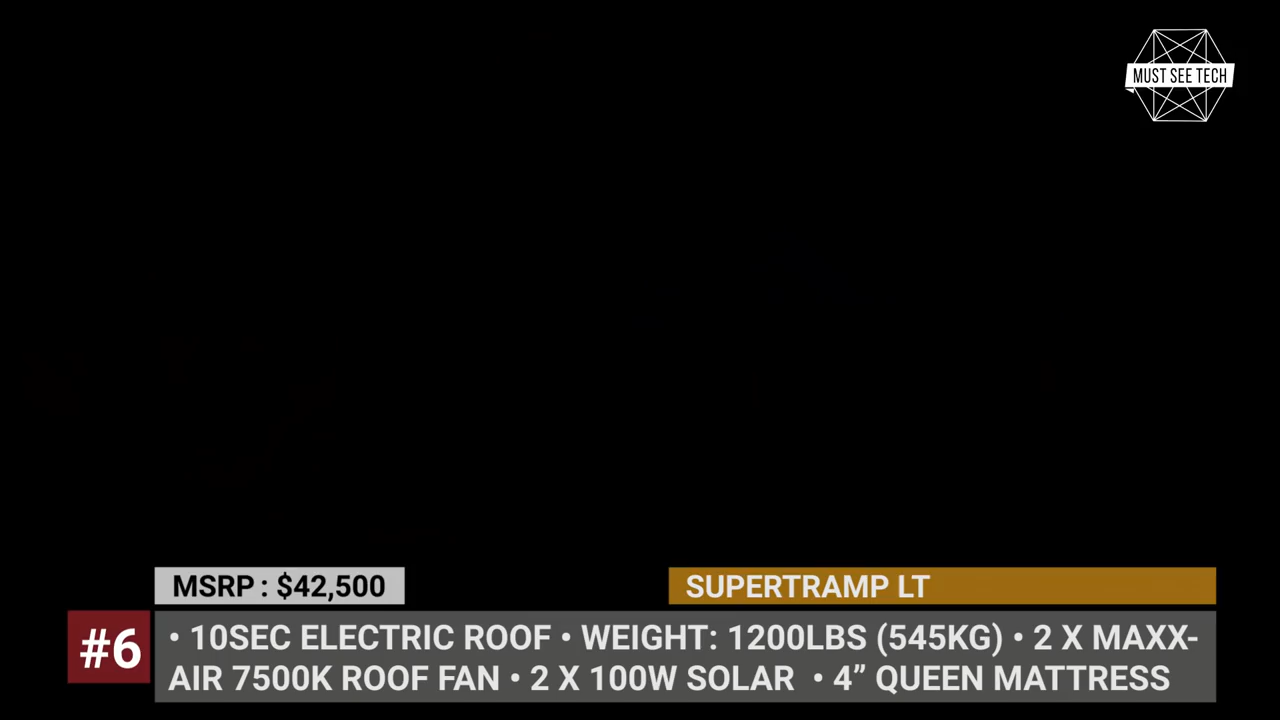 MUST SEE TECH
MSRP : $42,500
SUPERTRAMP LT
#6
• 10SEC ELECTRIC ROOF • WEIGHT: 1200LBS (545KG) • 2 X MAXX-
AIR 7500K ROOF FAN • 2 X 100W SOLAR • 4” QUEEN MATTRESS